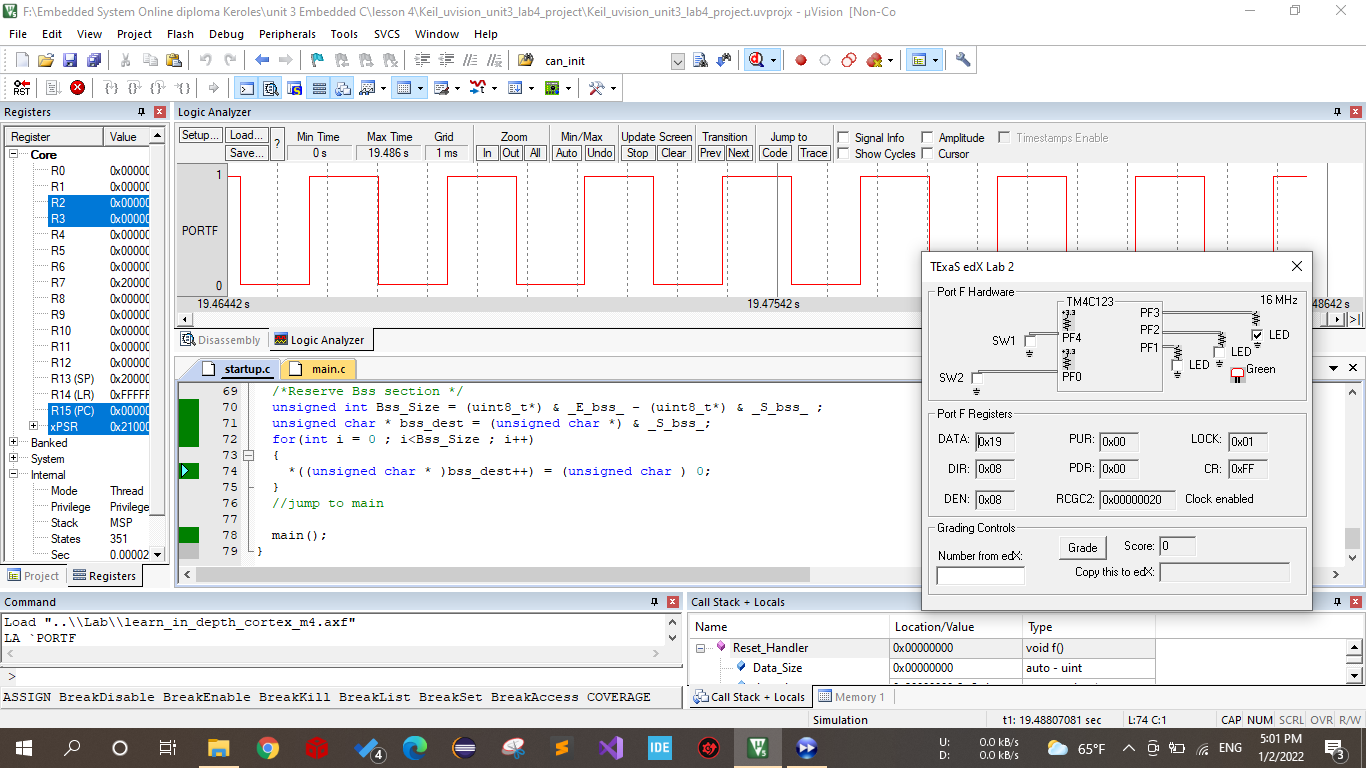 F:\Embedded System Online diploma Keroles\unit 3 Embedded C\lesson 4\Keil_uvision_unit3_lab4_project\Keil_uvision_unit3_lab4_project.uvprojx - µVision [Non-Co
File Edit View Project Flash Debug Peripherals Tools SVCS Window Help
can_init
RST
Registers
Register Value
Core
R0 0x00000
R1 0x00000
R2 0x00000
R3 0x00000
R4 0x00000
R5 0x00000
R6 0x00000
R7 0x20000
R8 0x00000
R9 0x00000
R10 0x00000
R11 0x00000
R12 0x00000
R13 (SP) 0x20000
R14 (LR) 0xFFFFF
R15 (PC) 0x00000
xPSR 0x21000
Banked
System
Internal
Mode Thread
Privilege Privilege
Stack MSP
States 351
Sec 0.00002
Project Registers
Logic Analyzer
Setup... Load... Save... ?
Min Time Max Time Grid Zoom Min/Max Update Screen Transition Jump to
0 s 19.486 s 1 ms In Out All Auto Undo Stop Clear Prev Next Code Trace
Signal Info Amplitude Timestamps Enable
Show Cycles Cursor
1
PORTF
0
19.46442 s 19.47542 s 48642 s
Disassembly Logic Analyzer
startup.c main.c
69 /*Reserve Bss section */
70 unsigned int Bss_Size = (uint8_t*) & _E_bss_ - (uint8_t*) & _S_bss_ ;
71 unsigned char * bss_dest = (unsigned char *) & _S_bss_;
72 for(int i = 0 ; i<Bss_Size ; i++)
73 {
74 *((unsigned char * )bss_dest++) = (unsigned char ) 0;
75 }
76 //jump to main
77
78 main();
79 }
TExaS edX Lab 2
Port F Hardware
TM4C123
16 MHz
+3.3
PF3
PF2
SW1
PF4
PF1
LED
LED
LED
+3.3
SW2
PF0
Green
Port F Registers
DATA: 0x19 PUR: 0x00 LOCK: 0x01
DIR: 0x08 PDR: 0x00 CR: 0xFF
DEN: 0x08 RCGC2: 0x00000020 Clock enabled
Grading Controls
Number from edX: Grade Score: 0
Copy this to edX:
Command
Load "..\\Lab\\learn_in_depth_cortex_m4.axf"
LA `PORTF
>
ASSIGN BreakDisable BreakEnable BreakKill BreakList BreakSet BreakAccess COVERAGE
Call Stack + Locals
Name Location/Value Type
Reset_Handler 0x00000000 void f()
Data_Size 0x00000000 auto - uint
Call Stack + Locals Memory 1
Simulation t1: 19.48807081 sec L:74 C:1 CAP NUM SCRL OVR R/W
4
IDE
U: 0.0 kB/s
D: 0.0 kB/s
65°F
ENG
5:01 PM
1/2/2022
3